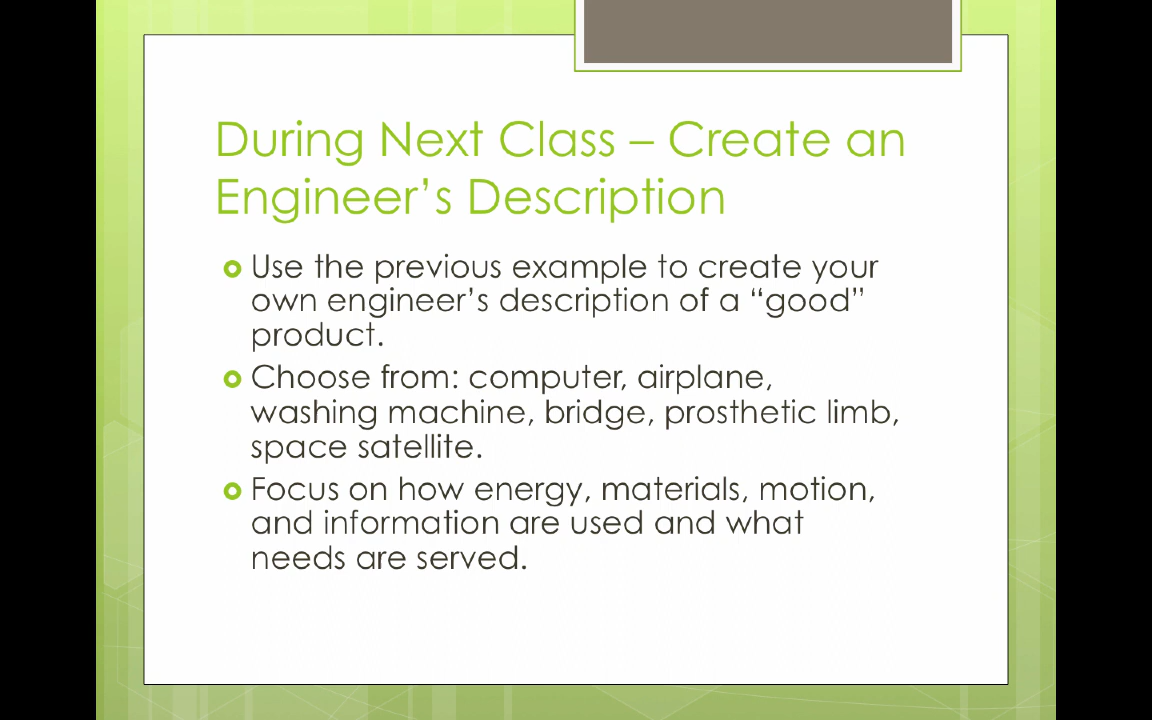 During Next Class – Create an
Engineer’s Description
Use the previous example to create your
own engineer’s description of a “good”
product.
Choose from: computer, airplane,
washing machine, bridge, prosthetic limb,
space satellite.
Focus on how energy, materials, motion,
and information are used and what
needs are served.